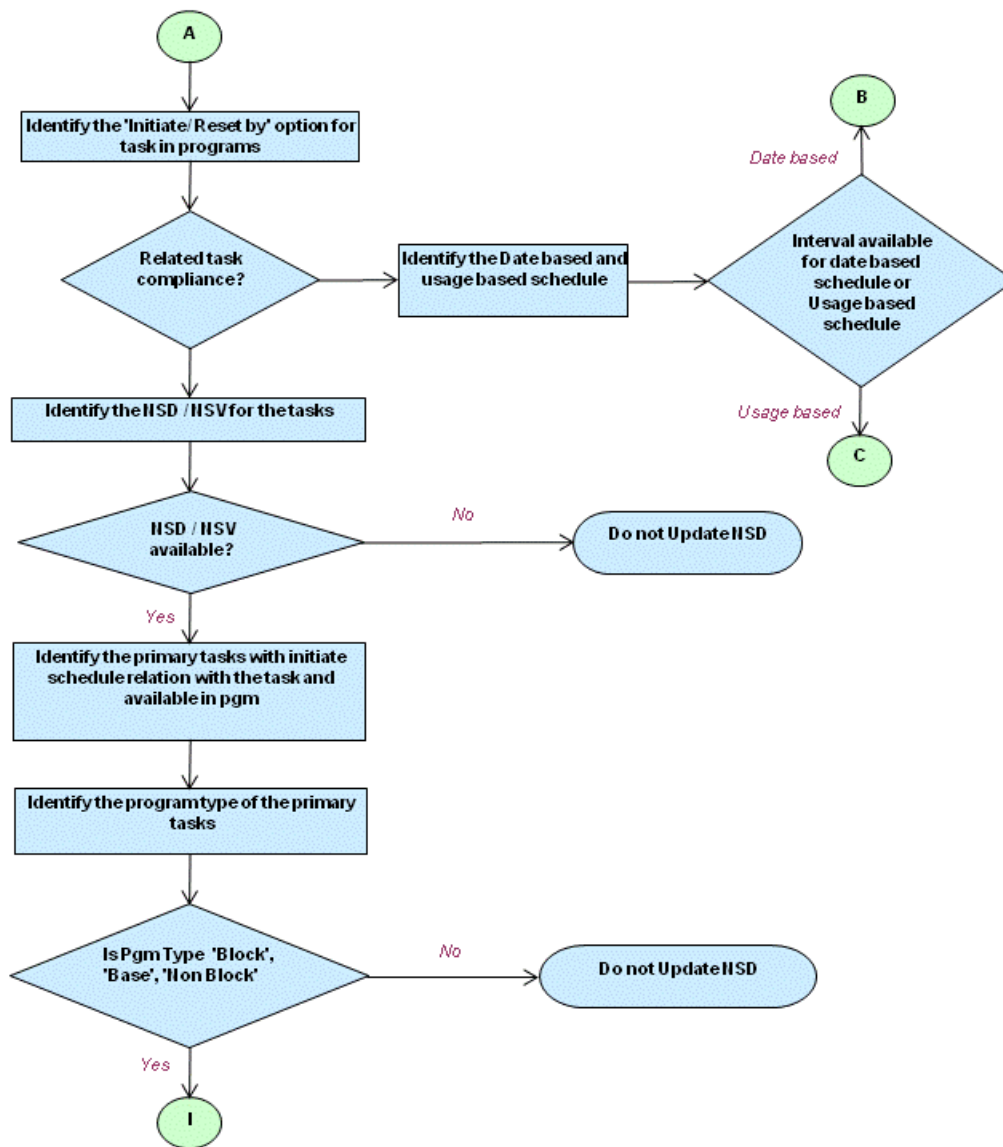 A
Identify the 'Initiate/ Reset by' option for
task in programs
B
Date based
Related task
compliance?
Identify the Date based and
usage based schedule
Interval available
for date based
schedule or
Usage based
schedule
Identify the NSD / NSV for the tasks
Usage based
C
NSD / NSV
available?
No
Do not Update NSD
Yes
Identify the primary tasks with initiate
schedule relation with the task and
available in pgm
Identify the program type of the primary
tasks
Is Pgm Type 'Block',
'Base', 'Non Block'
No
Do not Update NSD
Yes
I